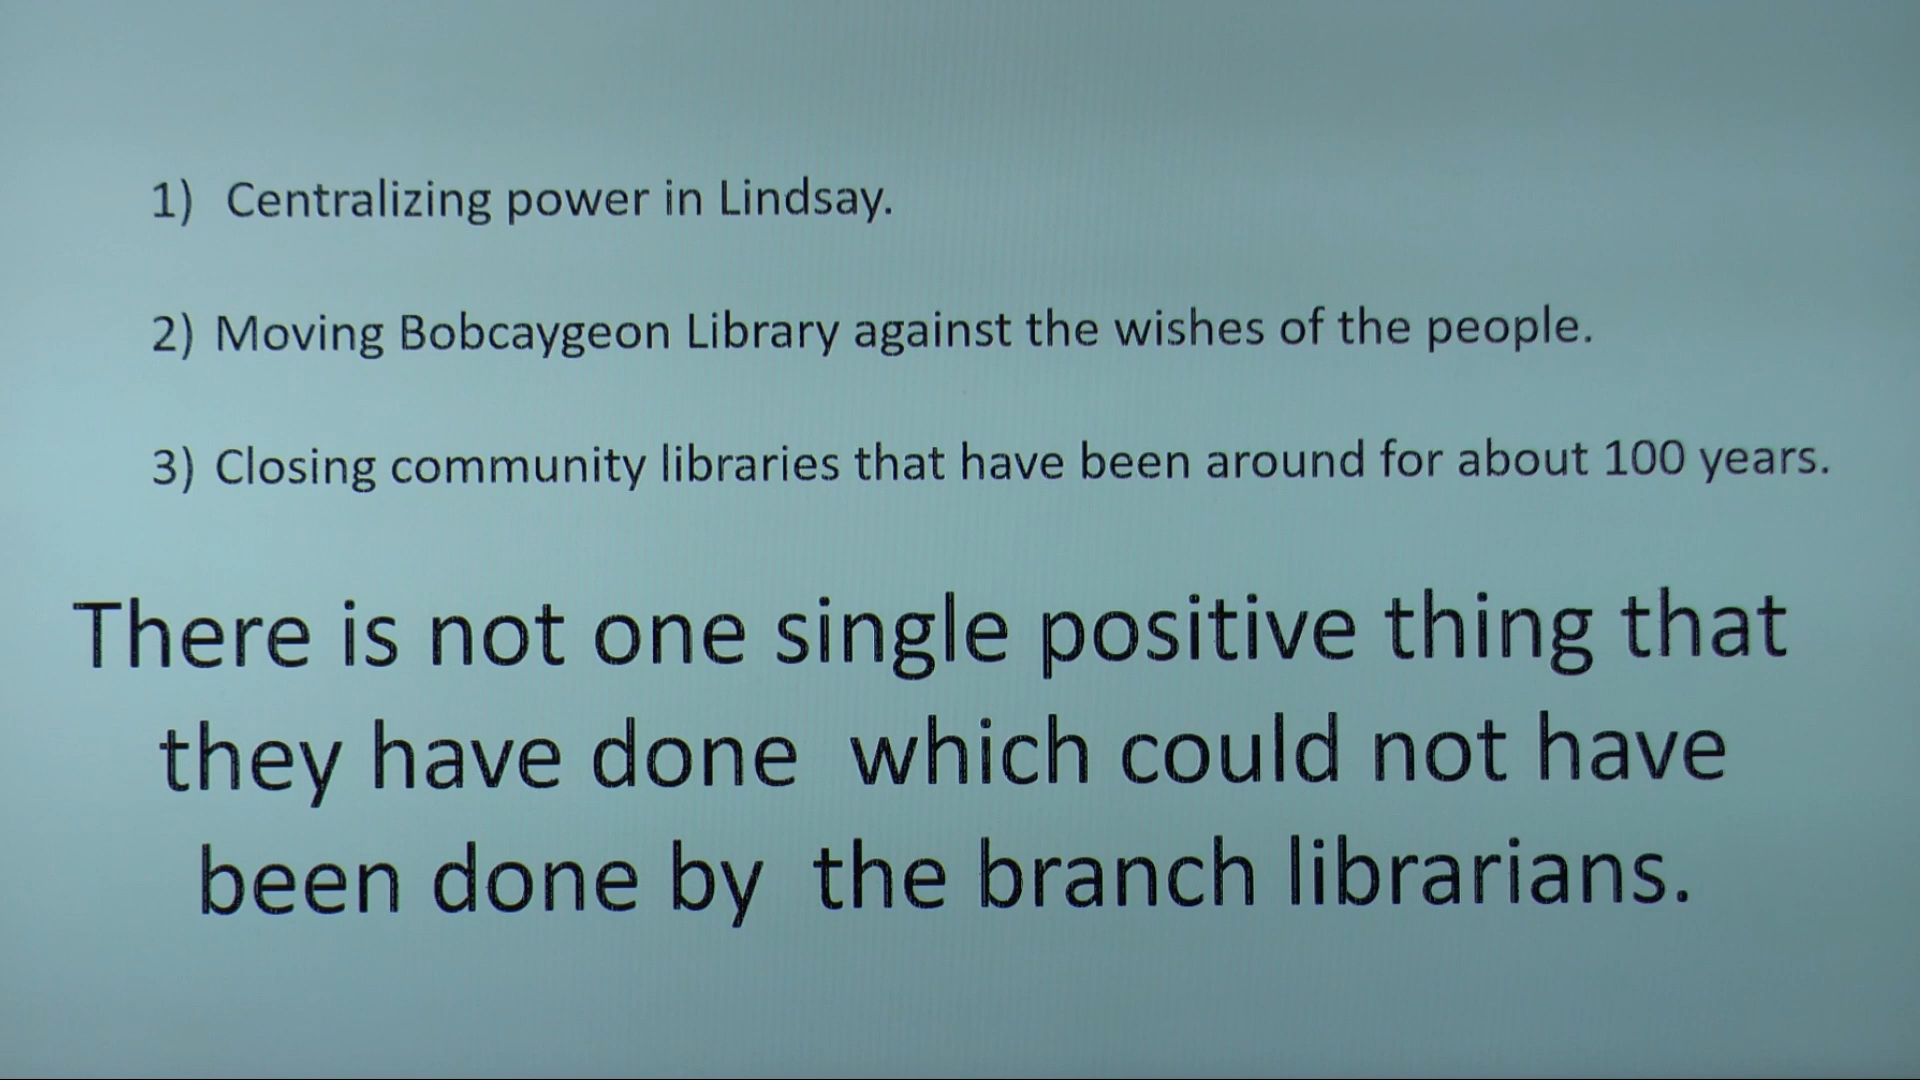 1) Centralizing power in Lindsay.
2) Moving Bobcaygeon Library against the wishes of the people.
3) Closing community libraries that have been around for about 100 years.
There is not one single positive thing that
they have done which could not have
been done by the branch librarians.